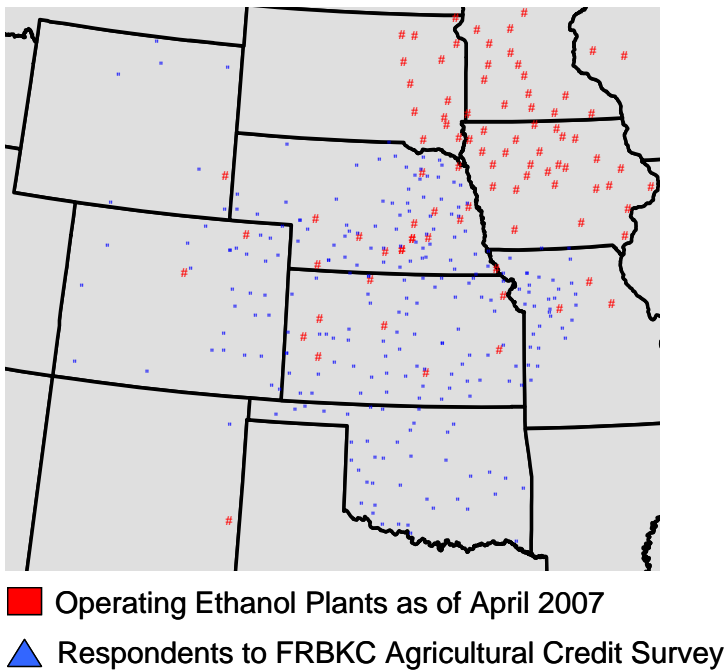 Operating Ethanol Plants as of April 2007
Respondents to FRBKC Agricultural Credit Survey